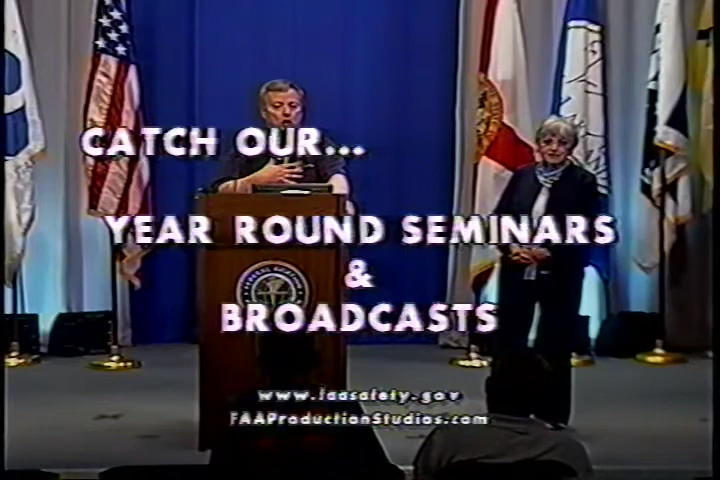 CATCH OUR...
YEAR ROUND SEMINARS
&
BROADCASTS
www.faasafety.gov
FAAProductionStudios.com